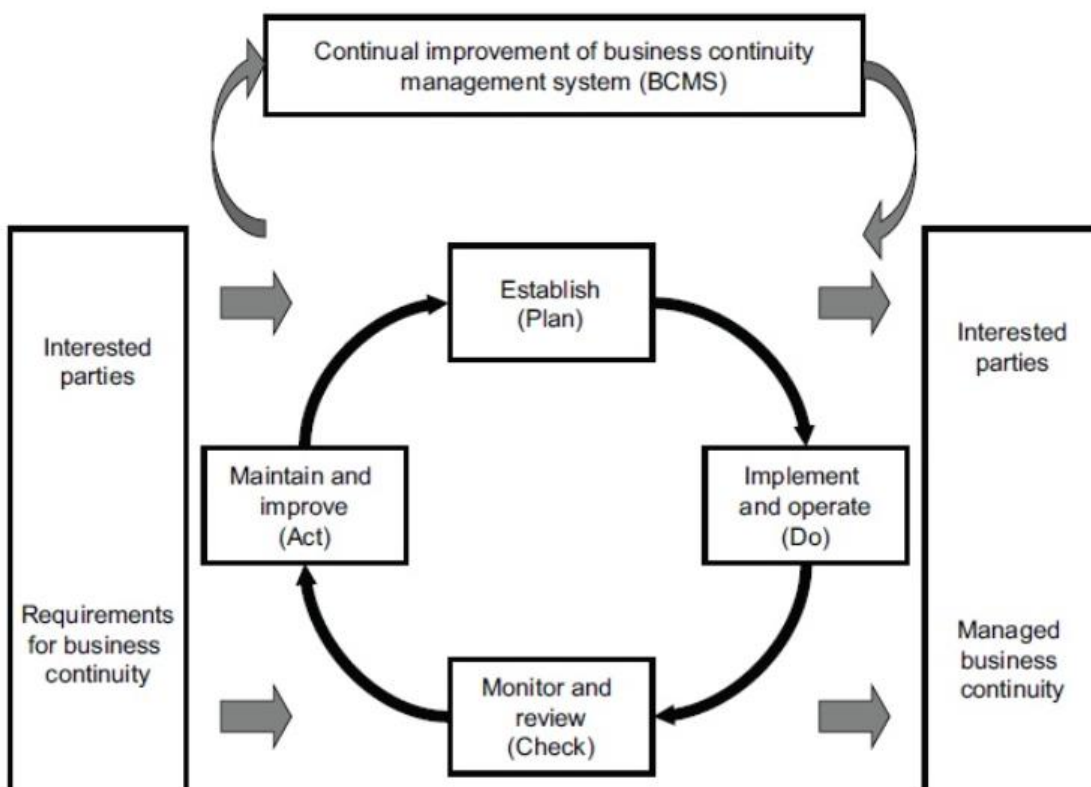 Continual improvement of business continuity
management system (BCMS)
Establish
(Plan)
Interested
parties
Interested
parties
Maintain and
improve
(Act)
Implement
and operate
(Do)
Requirements
for business
continuity
Managed
business
continuity
Monitor and
review
(Check)